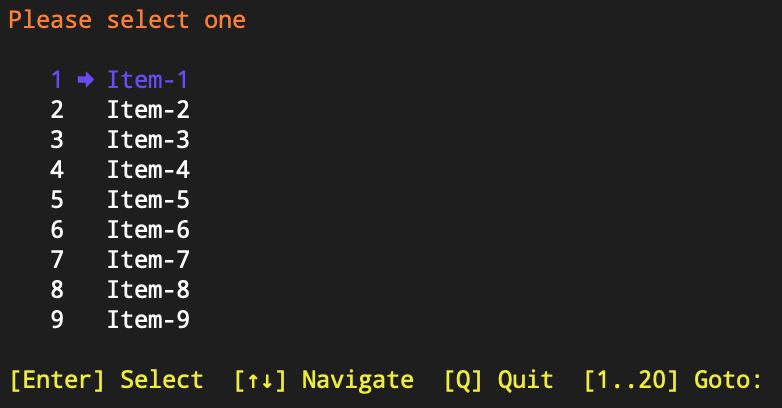 Please select one
1 ➡ Item-1
2 Item-2
3 Item-3
4 Item-4
5 Item-5
6 Item-6
7 Item-7
8 Item-8
9 Item-9
[Enter] Select [↑↓] Navigate [Q] Quit [1..20] Goto: